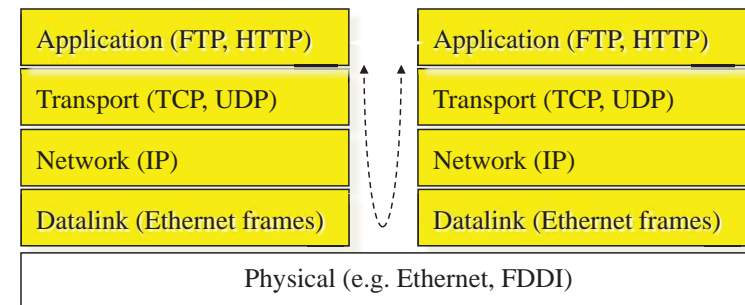 Application (FTP, HTTP)
Transport (TCP, UDP)
Network (IP)
Datalink (Ethernet frames)
Application (FTP, HTTP)
Transport (TCP, UDP)
Network (IP)
Datalink (Ethernet frames)
Physical (e.g. Ethernet, FDDI)